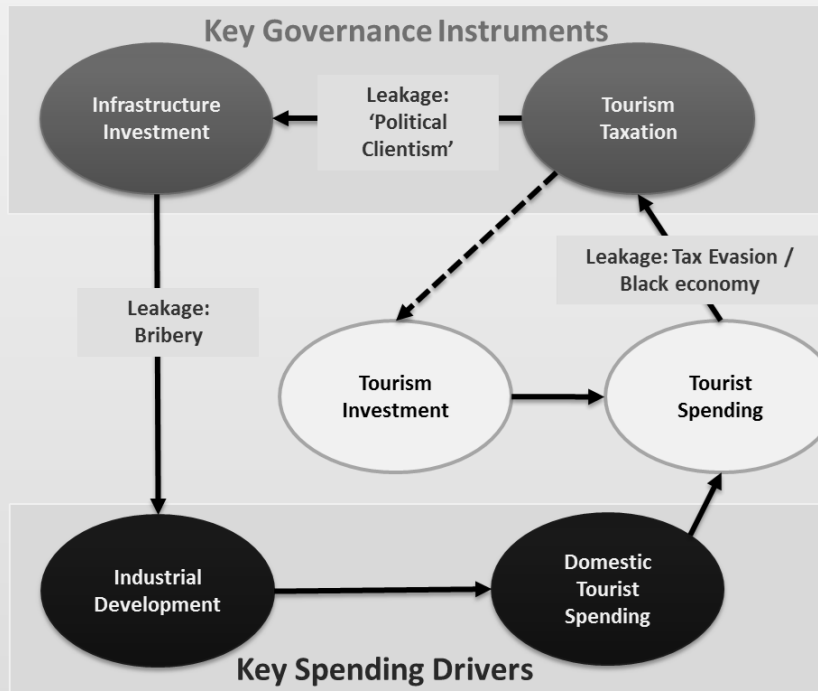 Key Governance Instruments
Infrastructure
Investment
Leakage:
‘Political
Clientism’
Tourism
Taxation
Leakage: Tax Evasion /
Black economy
Leakage:
Bribery
Tourism
Investment
Tourist
Spending
Industrial
Development
Domestic
Tourist
Spending
Key Spending Drivers